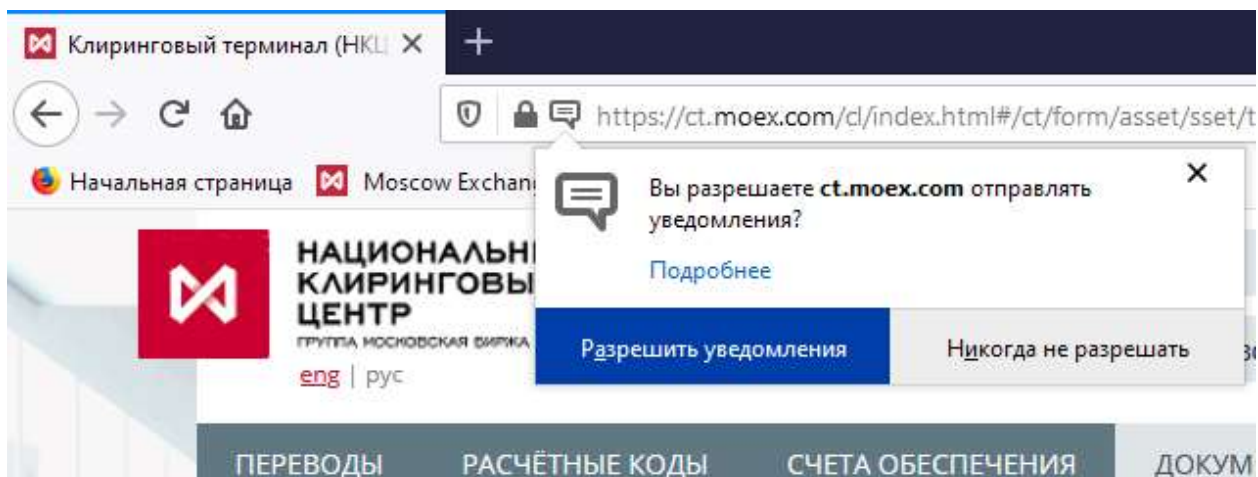 Клиринговый терминал (НКЦ
https://ct.moex.com/cl/index.html#/ct/form/asset/sset/t
Начальная страница Moscow Exchan
Вы разрешаете ct.moex.com отправлять
уведомления?
Подробнее
Разрешить уведомления Никогда не разрешать
НАЦИОНАЛЬНЫ
КЛИРИНГОВЫ
ЦЕНТР
ГРУППА МОСКОВСКАЯ БИРЖА
eng | рус
ПЕРЕВОДЫ РАСЧЁТНЫЕ КОДЫ СЧЕТА ОБЕСПЕЧЕНИЯ ДОКУМ